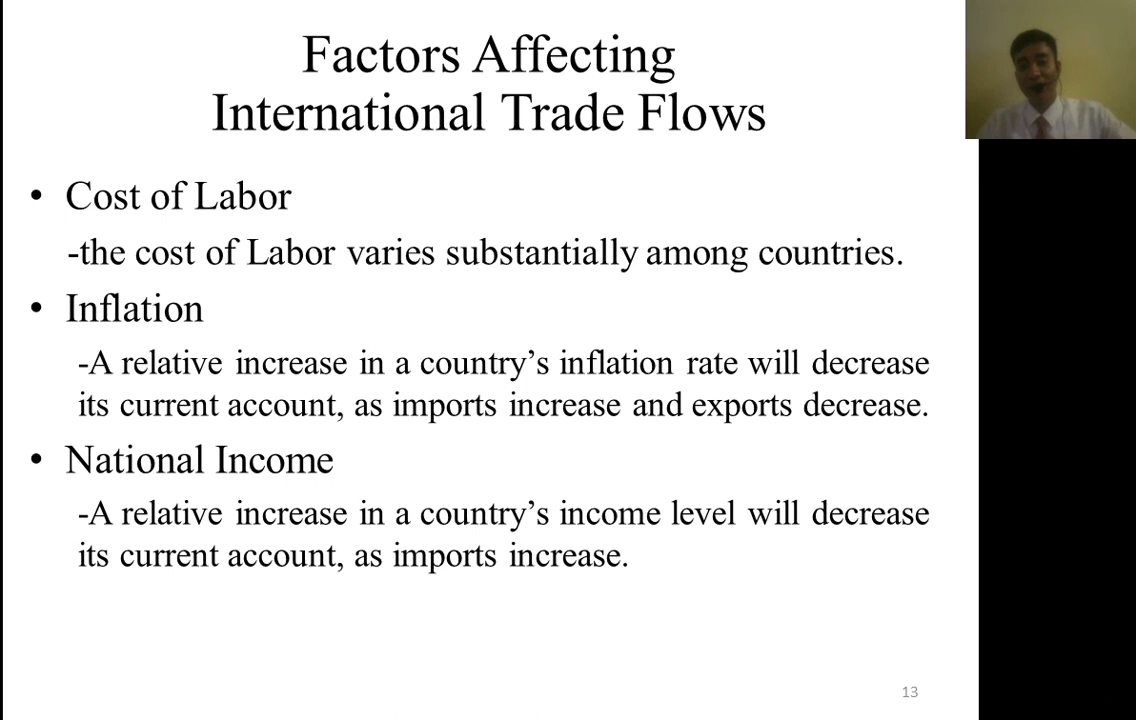 Factors Affecting
International Trade Flows
• Cost of Labor
-the cost of Labor varies substantially among countries.
• Inflation
-A relative increase in a country’s inflation rate will decrease
its current account, as imports increase and exports decrease.
• National Income
-A relative increase in a country’s income level will decrease
its current account, as imports increase.
13